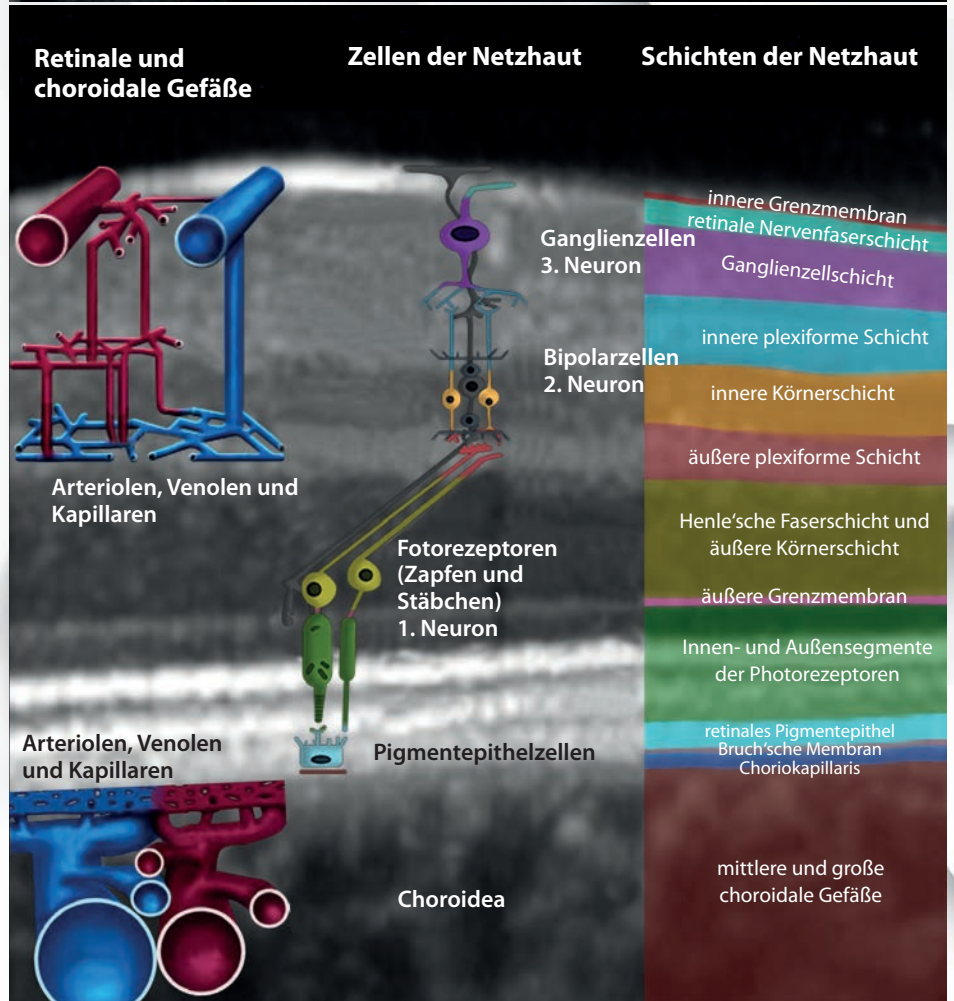 Retinale und
choroidale Gefäße
Zellen der Netzhaut
Schichten der Netzhaut
Ganglienzellen
3. Neuron
Bipolarzellen
2. Neuron
Arteriolen, Venolen und
Kapillaren
Fotorezeptoren
(Zapfen und
Stäbchen)
1. Neuron
Arteriolen, Venolen
und Kapillaren
Pigmentepithelzellen
Choroidea
innere Grenzmembran
retinale Nervenfaserschicht
Ganglienzellschicht
innere plexiforme Schicht
innere Körnerschicht
äußere plexiforme Schicht
Henle‘sche Faserschicht und
äußere Körnerschicht
äußere Grenzmembran
Innen- und Außensegmente
der Photorezeptoren
retinales Pigmentepithel
Bruch‘sche Membran
Choriokapillaris
mittlere und große
choroidale Gefäße